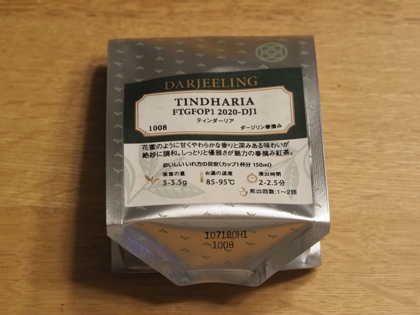 DARJEELING
TINDHARIA
FTGFOP1 2020-DJ1
ティンダーリア
1008 ダージリン春摘み
花蜜のように甘くやわらかな香りと深みある味わいが
絶妙に調和。しっとりと優雅さが魅力の春摘み紅茶。
おいしいいれ方の目安(カップ1杯分 150ml)
茶葉の量 お湯の温度 浸出時間
3-3.5g 85-95℃ 2-2.5分
煎出回数:1~2回
10718DH1
1008